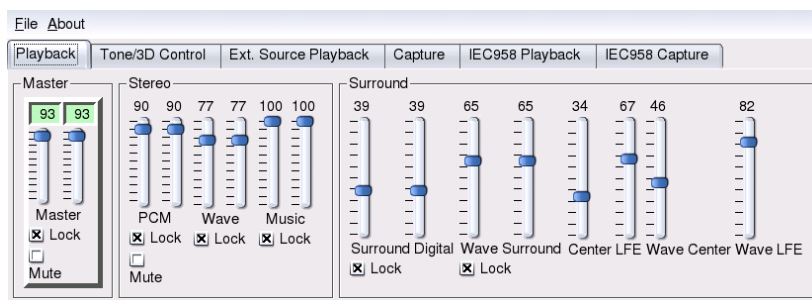 File About
Playback Tone/3D Control Ext. Source Playback Capture IEC958 Playback IEC958 Capture
Master Stereo Surround
93 93 90 90 77 77 100 100 39 39 65 65 34 67 46 82
Master PCM Wave Music Surround Digital Wave Surround Center LFE Wave Center Wave LFE
Lock Lock Lock Lock Lock Lock
Mute Mute